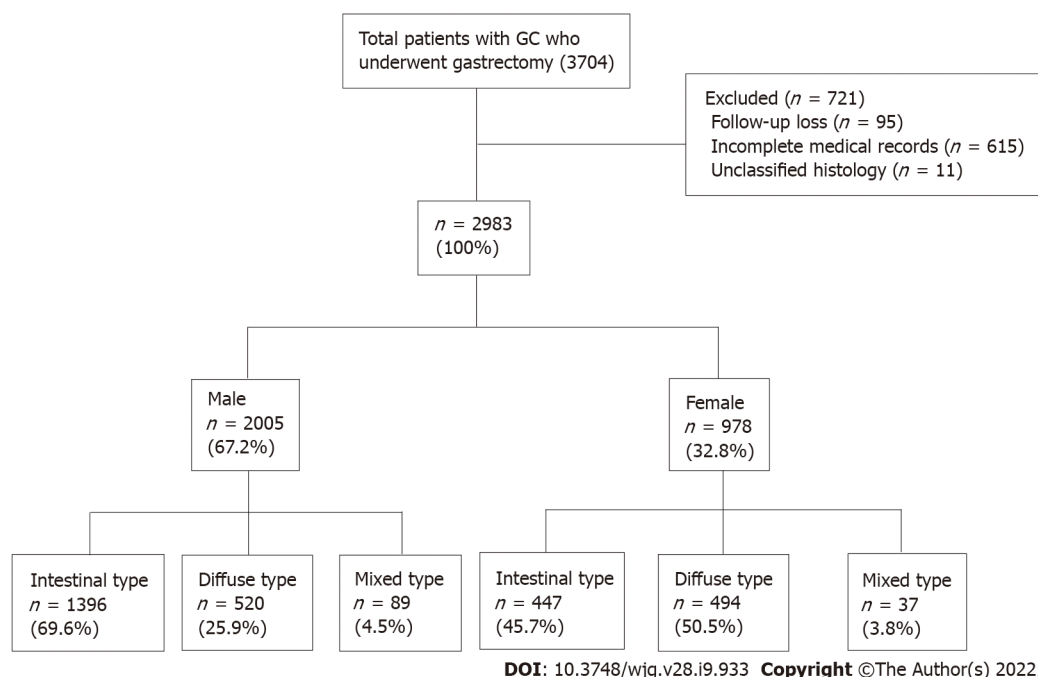 Total patients with GC who
underwent gastrectomy (3704)
Excluded (n = 721)
Follow-up loss (n = 95)
Incomplete medical records (n = 615)
Unclassified histology (n = 11)
n = 2983
(100%)
Male
n = 2005
(67.2%)
Female
n = 978
(32.8%)
Intestinal type
n = 1396
(69.6%)
Diffuse type
n = 520
(25.9%)
Mixed type
n = 89
(4.5%)
Intestinal type
n = 447
(45.7%)
Diffuse type
n = 494
(50.5%)
Mixed type
n = 37
(3.8%)
DOI: 10.3748/wjg.v28.i9.933 Copyright ©The Author(s) 2022